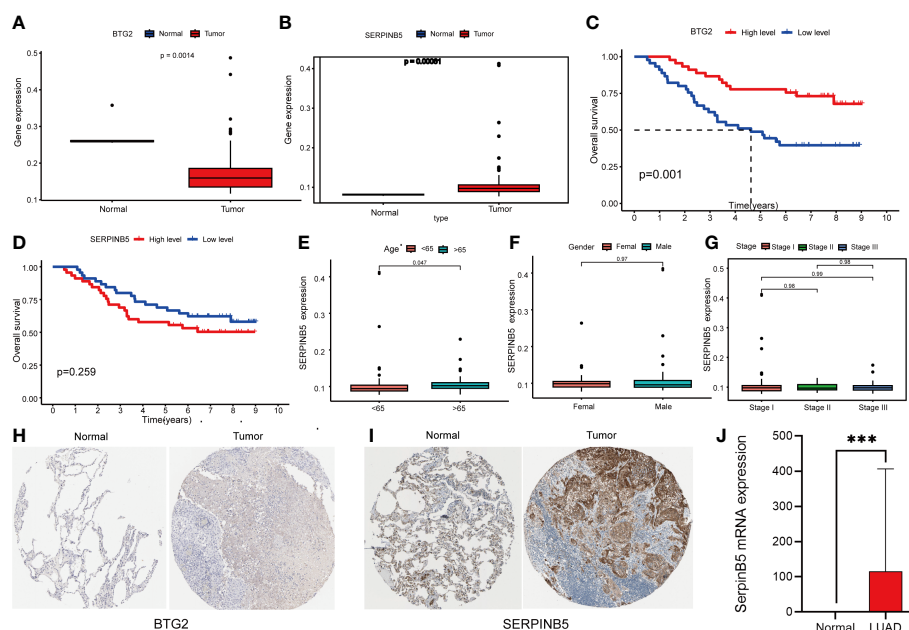 A
BTG2 Normal Tumor
p = 0.0014
Gene expression
0.5
0.4
0.3
0.2
0.1
Normal Tumor
B
SERPINB5 Normal Tumor
Gene expression
0.4
0.3
0.2
0.1
Normal Tumor
type
C
BTG2 High level Low level
Overall survival
1.00
0.75
0.50
0.25
0.00
p=0.001
Time(years)
0 1 2 3 4 5 6 7 8 9 10
D
SERPINB5 High level Low level
Overall survival
1.00
0.75
0.50
0.25
0.00
p=0.259
0 1 2 3 4 5 6 7 8 9 10
Time(years)
E
Age <65 >65
0.047
SERPINB5 expression
0.4
0.3
0.2
0.1
<65 >65
F
Gender Femal Male
0.97
SERPINB5 expression
0.4
0.3
0.2
0.1
Femal Male
G
Stage Stage I Stage II Stage III
0.98
0.99
0.98
SERPINB5 expression
0.5
0.4
0.3
0.2
0.1
Stage I Stage II Stage III
H
Normal Tumor
BTG2
I
Normal Tumor
SERPINB5
J
***
SerpinB5 mRNA expression
500
400
300
200
100
0
Normal LUAD